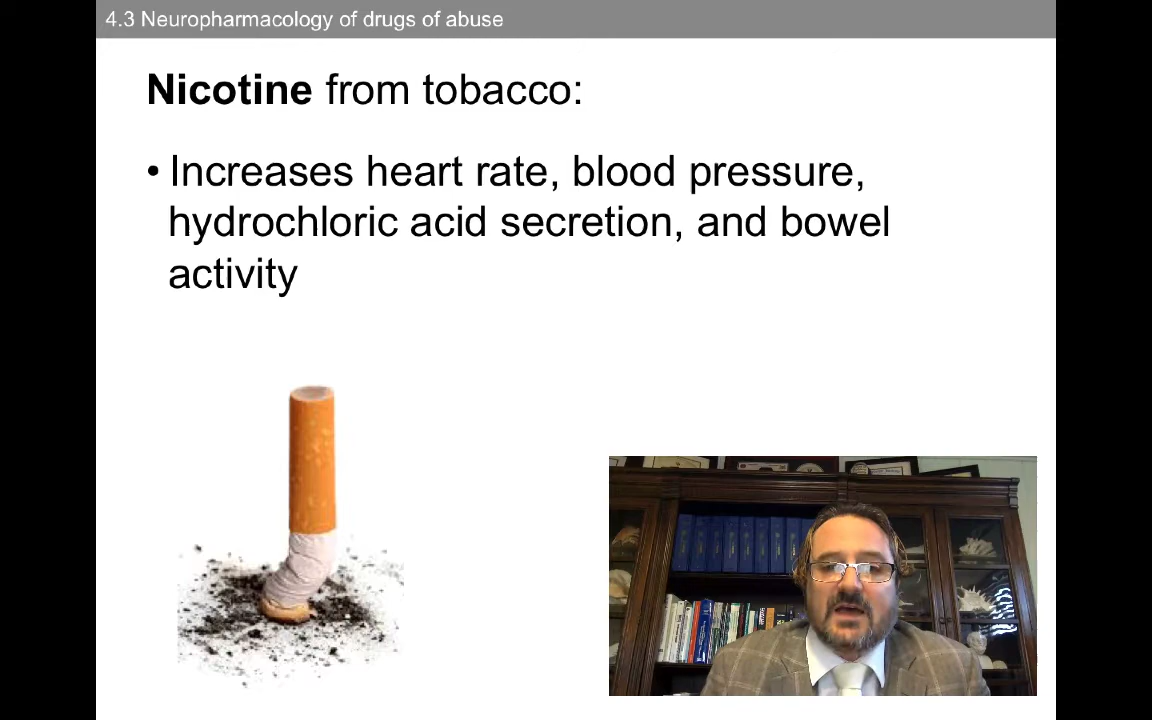 4.3 Neuropharmacology of drugs of abuse
Nicotine from tobacco:
• Increases heart rate, blood pressure,
hydrochloric acid secretion, and bowel
activity